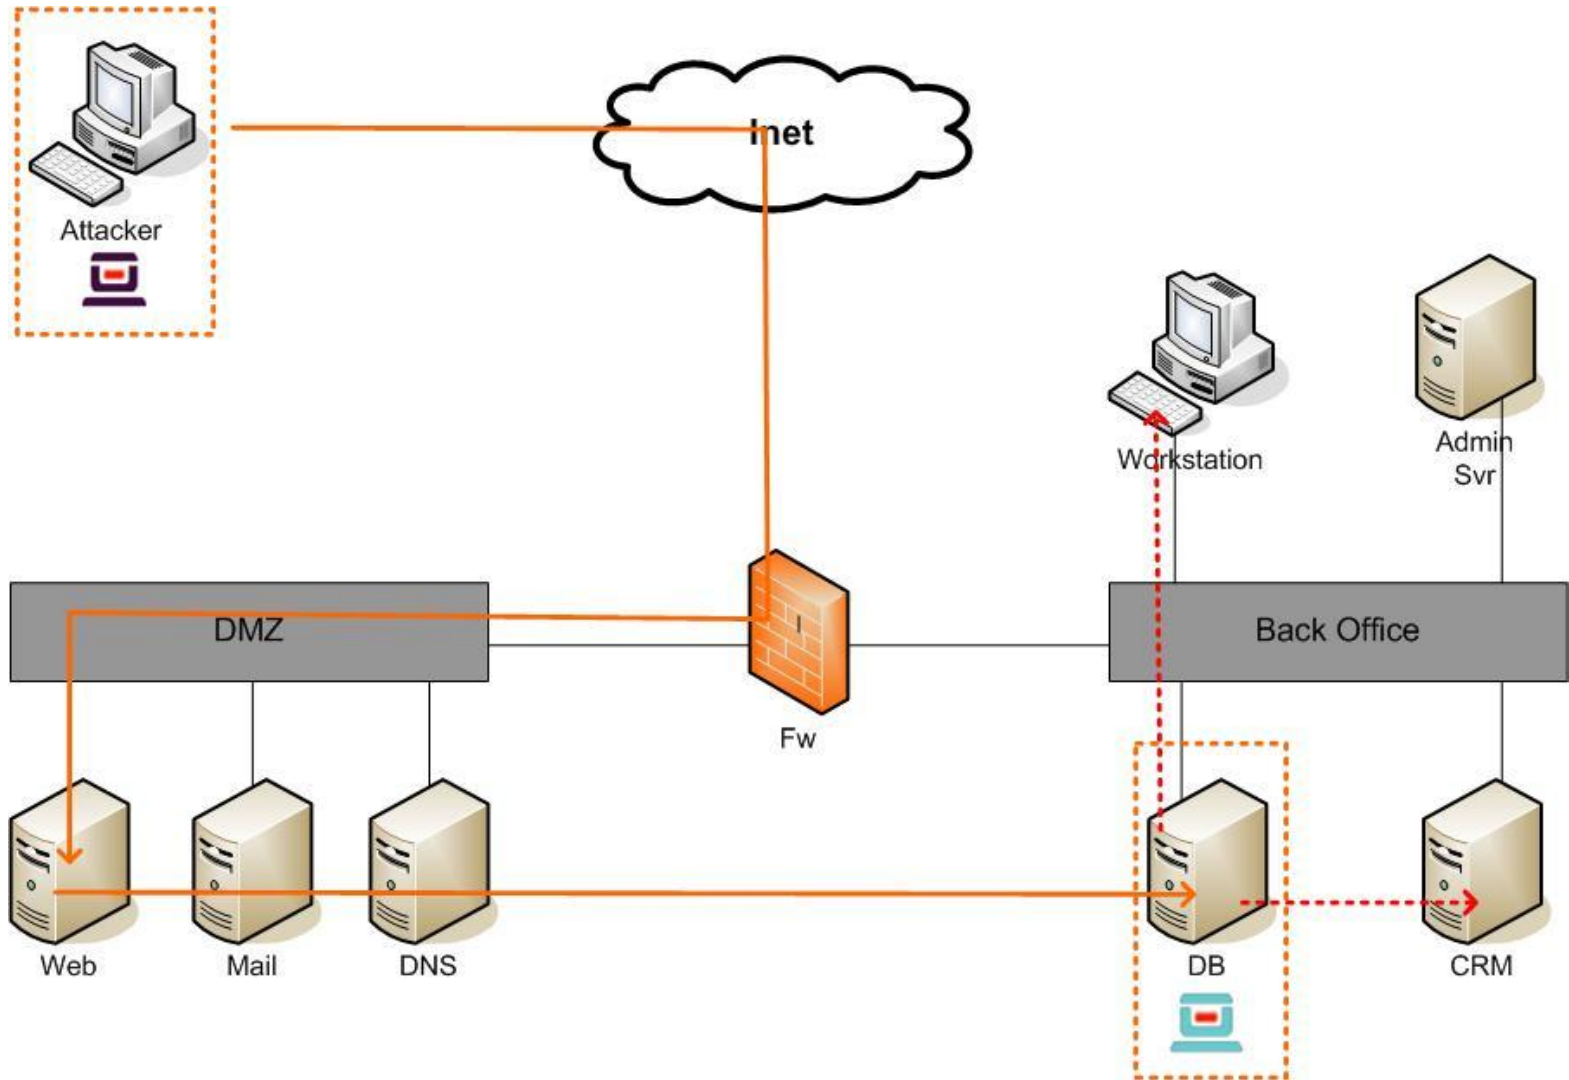 Inet
Attacker
Workstation
Admin
Svr
DMZ
Back Office
Fw
Web
Mail
DNS
DB
CRM